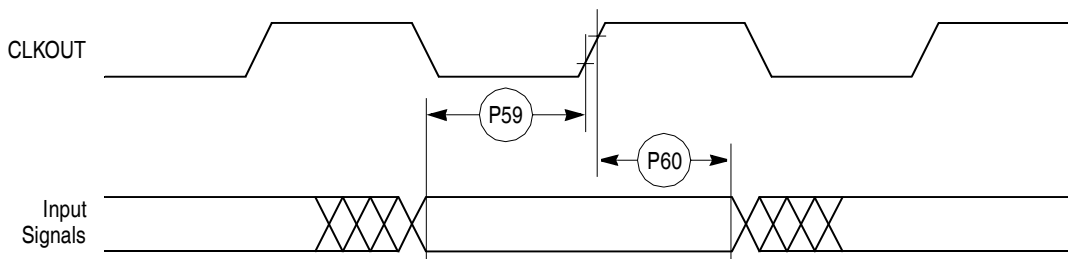 CLKOUT
P59
P60
Input
Signals